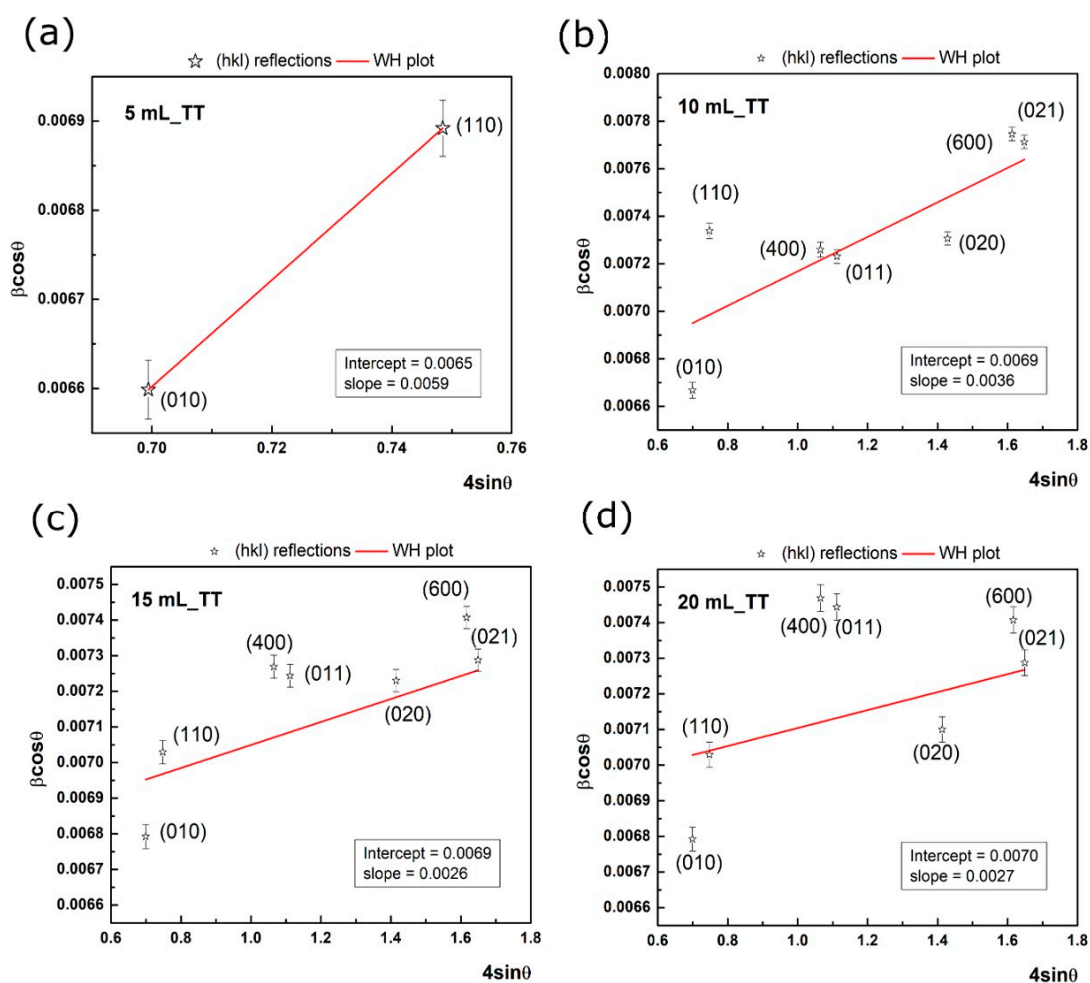 (a)
(hkl) reflections WH plot
5 mL_TT
0.0069
0.0068
0.0067
0.0066
βcosθ
(110)
(010)
Intercept = 0.0065
slope = 0.0059
0.70 0.72 0.74 0.76
4sinθ
(b)
(hkl) reflections WH plot
10 mL_TT
0.0080
0.0078
0.0076
0.0074
0.0072
0.0070
0.0068
0.0066
βcosθ
(021)
(600)
(110)
(400)
(020)
(011)
(010)
Intercept = 0.0069
slope = 0.0036
0.6 0.8 1.0 1.2 1.4 1.6 1.8
4sinθ
(c)
(hkl) reflections WH plot
15 mL_TT
0.0075
0.0074
0.0073
0.0072
0.0071
0.0070
0.0069
0.0068
0.0067
0.0066
βcosθ
(600)
(400)
(021)
(011)
(020)
(110)
(010)
Intercept = 0.0069
slope = 0.0026
0.6 0.8 1.0 1.2 1.4 1.6 1.8
4sinθ
(d)
(hkl) reflections WH plot
20 mL_TT
0.0075
0.0074
0.0073
0.0072
0.0071
0.0070
0.0069
0.0068
0.0067
0.0066
βcosθ
(600)
(400) (011)
(021)
(110)
(020)
(010)
Intercept = 0.0070
slope = 0.0027
0.6 0.8 1.0 1.2 1.4 1.6 1.8
4sinθ